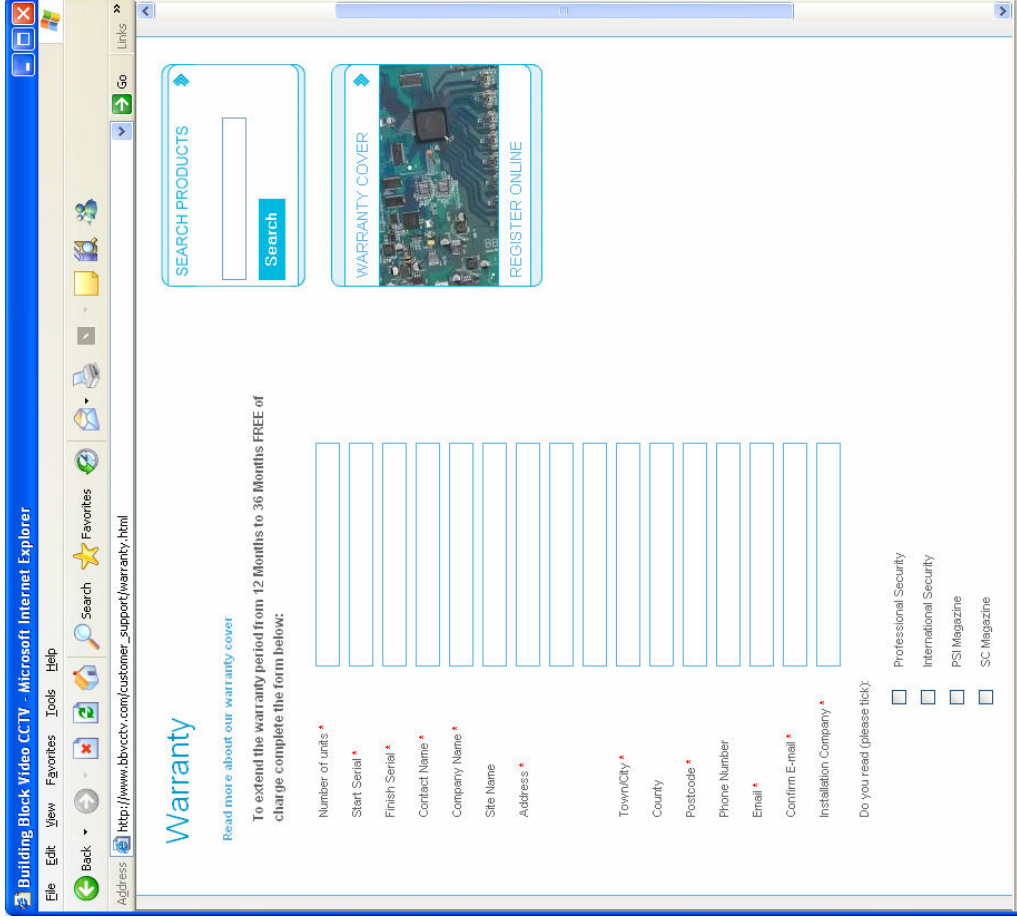 Building Block Video CCTV - Microsoft Internet Explorer
File Edit View Favorites Tools Help
Back Search Favorites
Address http://www.bbvcctv.com/customer_support/warranty.html Go Links
Warranty
Read more about our warranty cover
To extend the warranty period from 12 Months to 36 Months FREE of
charge complete the form below:
Number of units *
Start Serial *
Finish Serial *
Contact Name *
Company Name *
Site Name
Address *
Town/City *
County
Postcode *
Phone Number
Email *
Confirm E-mail *
Installation Company *
Do you read (please tick):
Professional Security
International Security
PSI Magazine
SC Magazine
SEARCH PRODUCTS
Search
WARRANTY COVER
REGISTER ONLINE